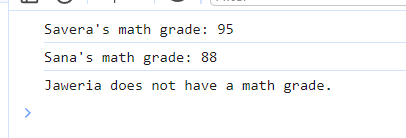 Savera's math grade: 95
Sana's math grade: 88
Jaweria does not have a math grade.